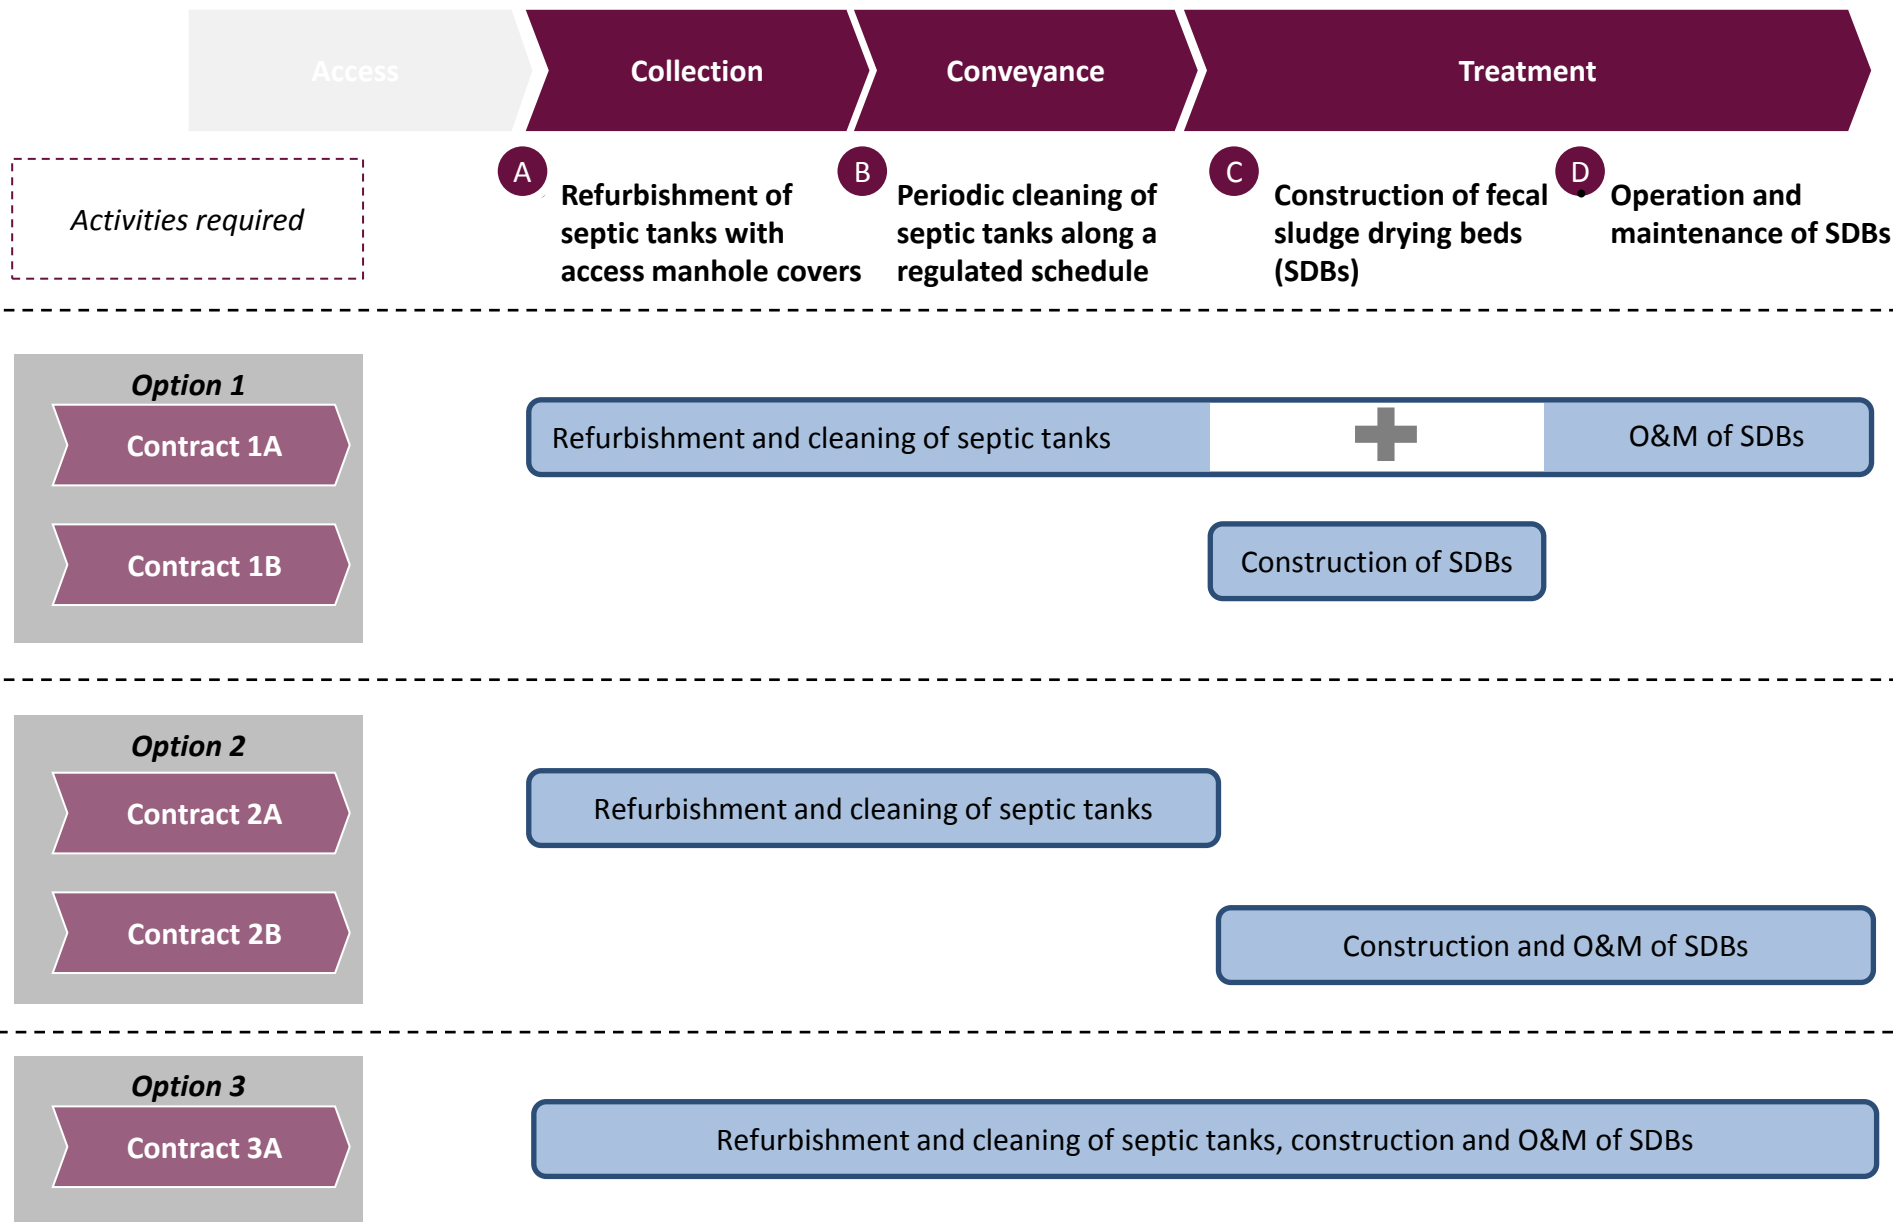 Access
Collection
Conveyance
Treatment
Activities required
A
Refurbishment of
septic tanks with
access manhole covers
B
Periodic cleaning of
septic tanks along a
regulated schedule
C
Construction of fecal
sludge drying beds
(SDBs)
D
• Operation and
maintenance of SDBs
Option 1
Contract 1A
Refurbishment and cleaning of septic tanks
O&M of SDBs
Contract 1B
Construction of SDBs
Option 2
Contract 2A
Refurbishment and cleaning of septic tanks
Contract 2B
Construction and O&M of SDBs
Option 3
Contract 3A
Refurbishment and cleaning of septic tanks, construction and O&M of SDBs